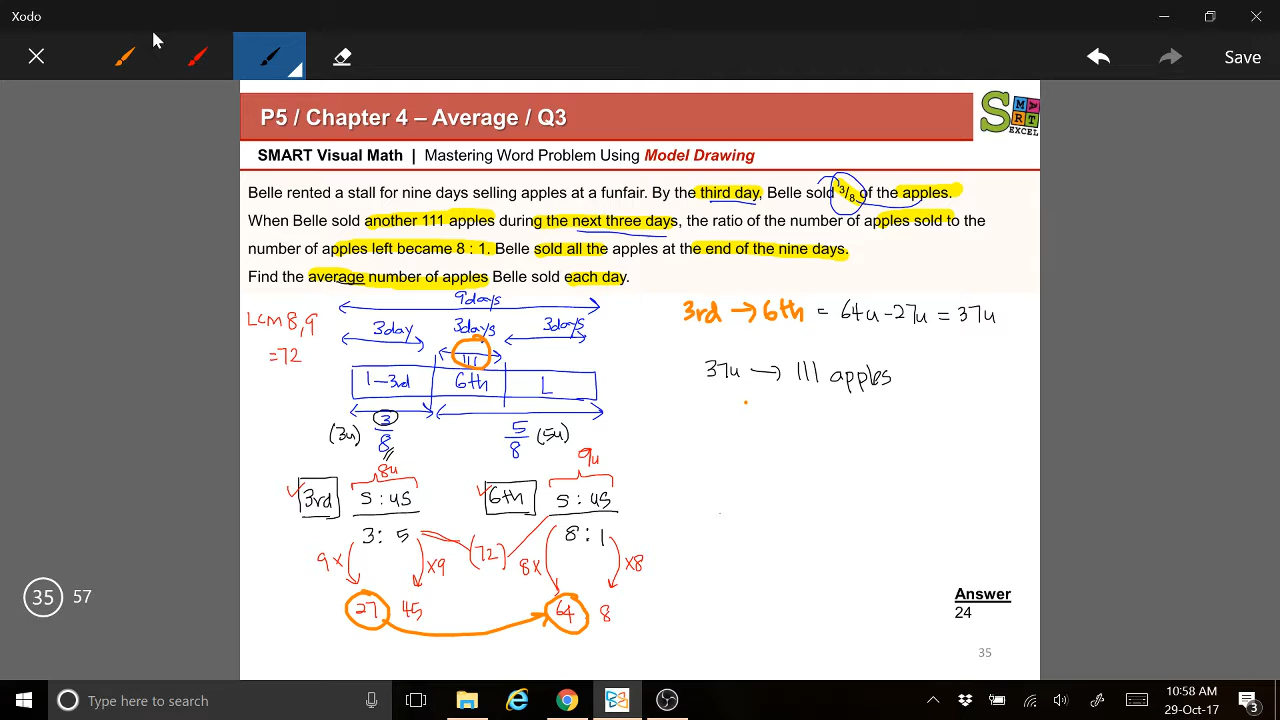 Xodo
Save
P5 / Chapter 4 – Average / Q3
S MY ART EXCEL
SMART Visual Math | Mastering Word Problem Using Model Drawing
Belle rented a stall for nine days selling apples at a funfair. By the third day, Belle sold 3/8 of the apples.
When Belle sold another 111 apples during the next three days, the ratio of the number of apples sold to the
number of apples left became 8 : 1. Belle sold all the apples at the end of the nine days.
Find the average number of apples Belle sold each day.
9days
LCM 8,9
=72
3day 3days 3days
111
1-3rd 6th L
(3u) 3/8 5/8 (5u)
8u 9u
3rd S : US 6th S : US
3 : 5 8 : 1
9x x9 (72) 8x x8
27 45 64 8
3rd → 6th = 64u - 27u = 37u
37u → 111 apples
Answer
24
35
35 57
Type here to search
10:58 AM
29-Oct-17
3